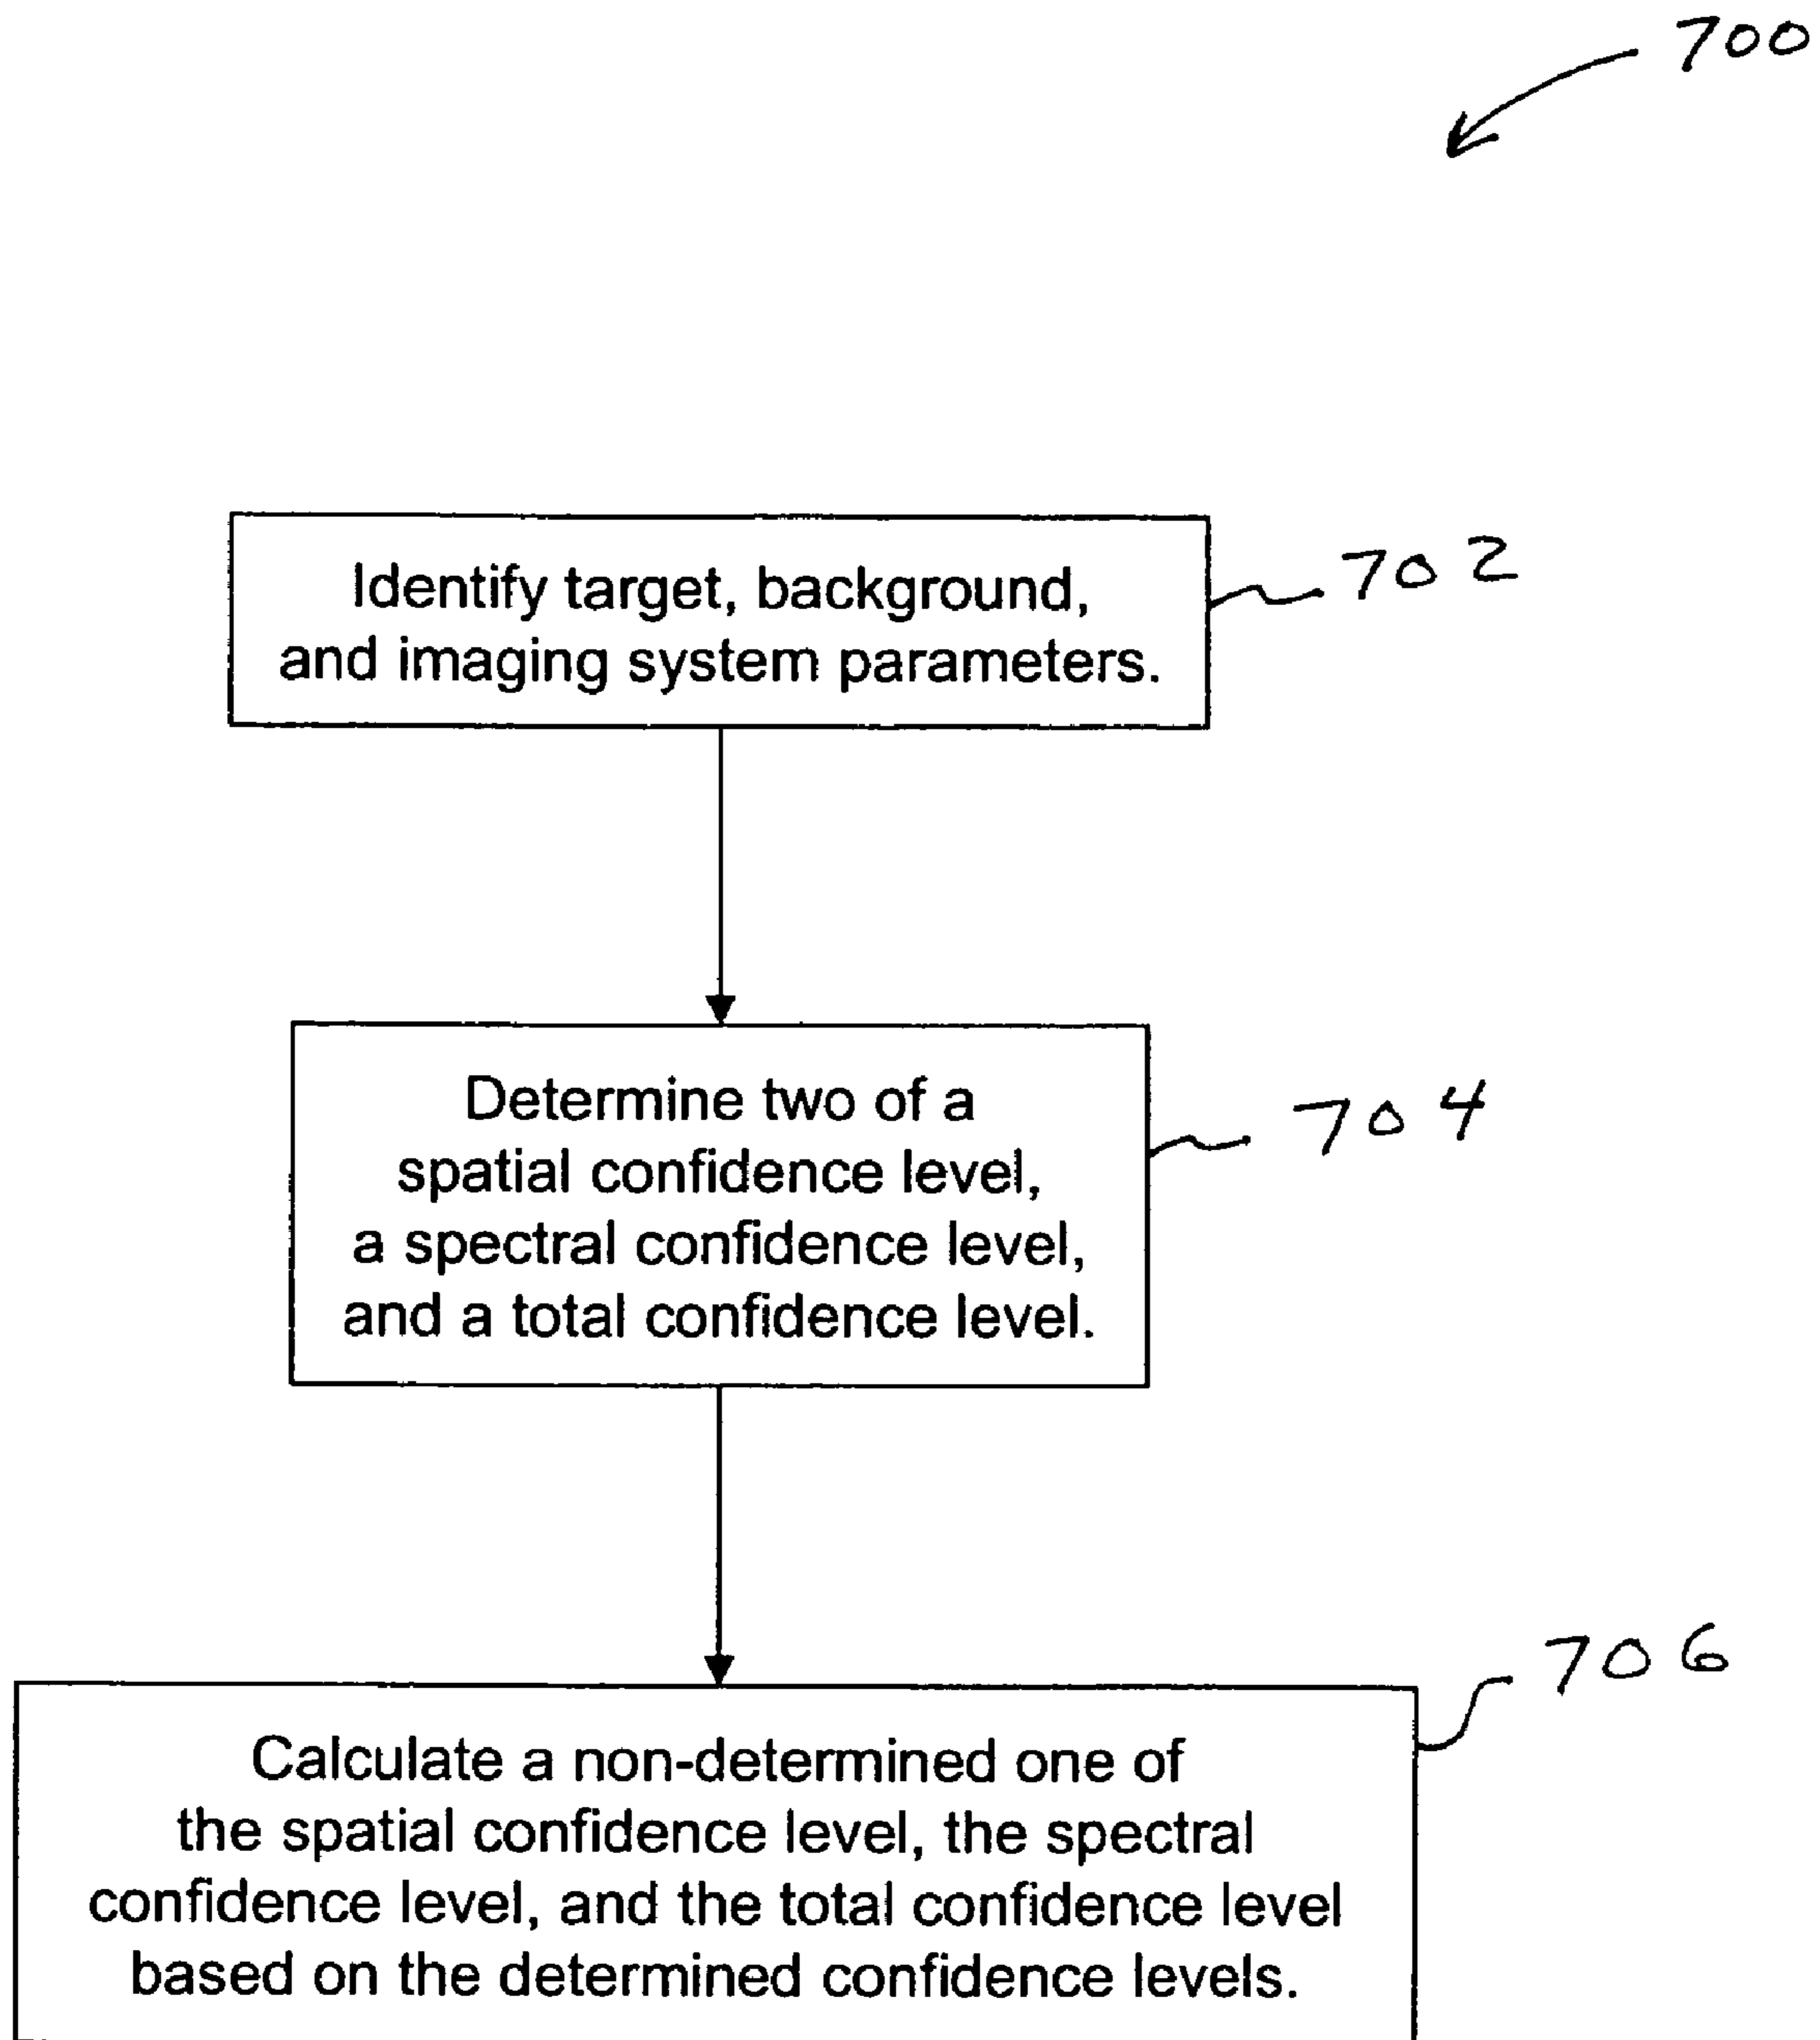 700
Identify target, background,
and imaging system parameters.
702
Determine two of a
spatial confidence level,
a spectral confidence level,
and a total confidence level.
704
Calculate a non-determined one of
the spatial confidence level, the spectral
confidence level, and the total confidence level
based on the determined confidence levels.
706